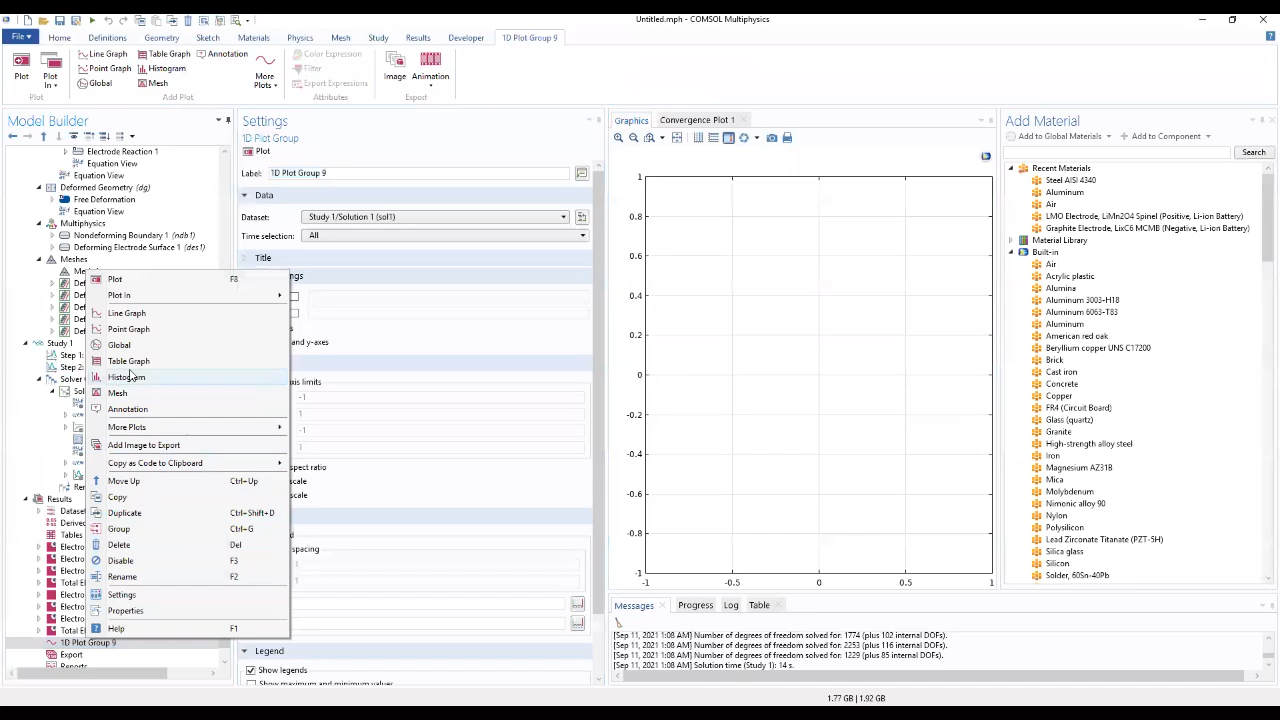 Untitled.mph - COMSOL Multiphysics
File
Home
Definitions
Geometry
Sketch
Materials
Physics
Mesh
Study
Results
Developer
1D Plot Group 9
Plot
Plot In
Line Graph
Point Graph
Global
Table Graph
Histogram
Mesh
Annotation
More Plots
Color Expression
Filter
Export Expressions
Image
Animation
Plot
Add Plot
Attributes
Export
Model Builder
Electrode Reaction 1
Equation View
Equation View
Deformed Geometry (dg)
Free Deformation
Equation View
Multiphysics
Nondeforming Boundary 1 (ndb1)
Deforming Electrode Surface 1 (des1)
Meshes
Study 1
Step 1:
Step 2:
Solver
Results
Dataset
Derived
Tables
Electro
Electro
Total E
Electro
Electro
Electro
Total E
1D Plot Group 9
Export
Reports
Plot F8
Plot In
Line Graph
Point Graph
Global
Table Graph
Histogram
Mesh
Annotation
More Plots
Add Image to Export
Copy as Code to Clipboard
Move Up Ctrl+Up
Copy
Duplicate Ctrl+Shift+D
Group Ctrl+G
Delete Del
Disable F3
Rename F2
Settings
Properties
Help F1
Settings
1D Plot Group
Plot
Label: 1D Plot Group 9
Data
Dataset: Study 1/Solution 1 (sol1)
Time selection: All
Title
and y-axes
axis limits
-1
1
-1
1
spect ratio
scale
scale
spacing
1
1
Legend
Show legends
Show maximum and minimum values
Graphics
Convergence Plot 1
1
0.8
0.6
0.4
0.2
0
-0.2
-0.4
-0.6
-0.8
-1
-1 -0.5 0 0.5 1
Messages
Progress
Log
Table
[Sep 11, 2021 1:08 AM] Number of degrees of freedom solved for: 1774 (plus 102 internal DOFs).
[Sep 11, 2021 1:08 AM] Number of degrees of freedom solved for: 2253 (plus 116 internal DOFs).
[Sep 11, 2021 1:08 AM] Number of degrees of freedom solved for: 1229 (plus 85 internal DOFs).
[Sep 11, 2021 1:08 AM] Solution time (Study 1): 14 s.
Add Material
Add to Global Materials
Add to Component
Search
Recent Materials
Steel AISI 4340
Aluminum
Air
LMO Electrode, LiMn2O4 Spinel (Positive, Li-ion Battery)
Graphite Electrode, LixC6 MCMB (Negative, Li-ion Battery)
Material Library
Built-in
Air
Acrylic plastic
Alumina
Aluminum 3003-H18
Aluminum 6063-T83
Aluminum
American red oak
Beryllium copper UNS C17200
Brick
Cast iron
Concrete
Copper
FR4 (Circuit Board)
Glass (quartz)
Granite
High-strength alloy steel
Iron
Magnesium AZ31B
Mica
Molybdenum
Nimonic alloy 90
Nylon
Polysilicon
Lead Zirconate Titanate (PZT-5H)
Silica glass
Silicon
Solder, 60Sn-40Pb
1.77 GB | 1.92 GB